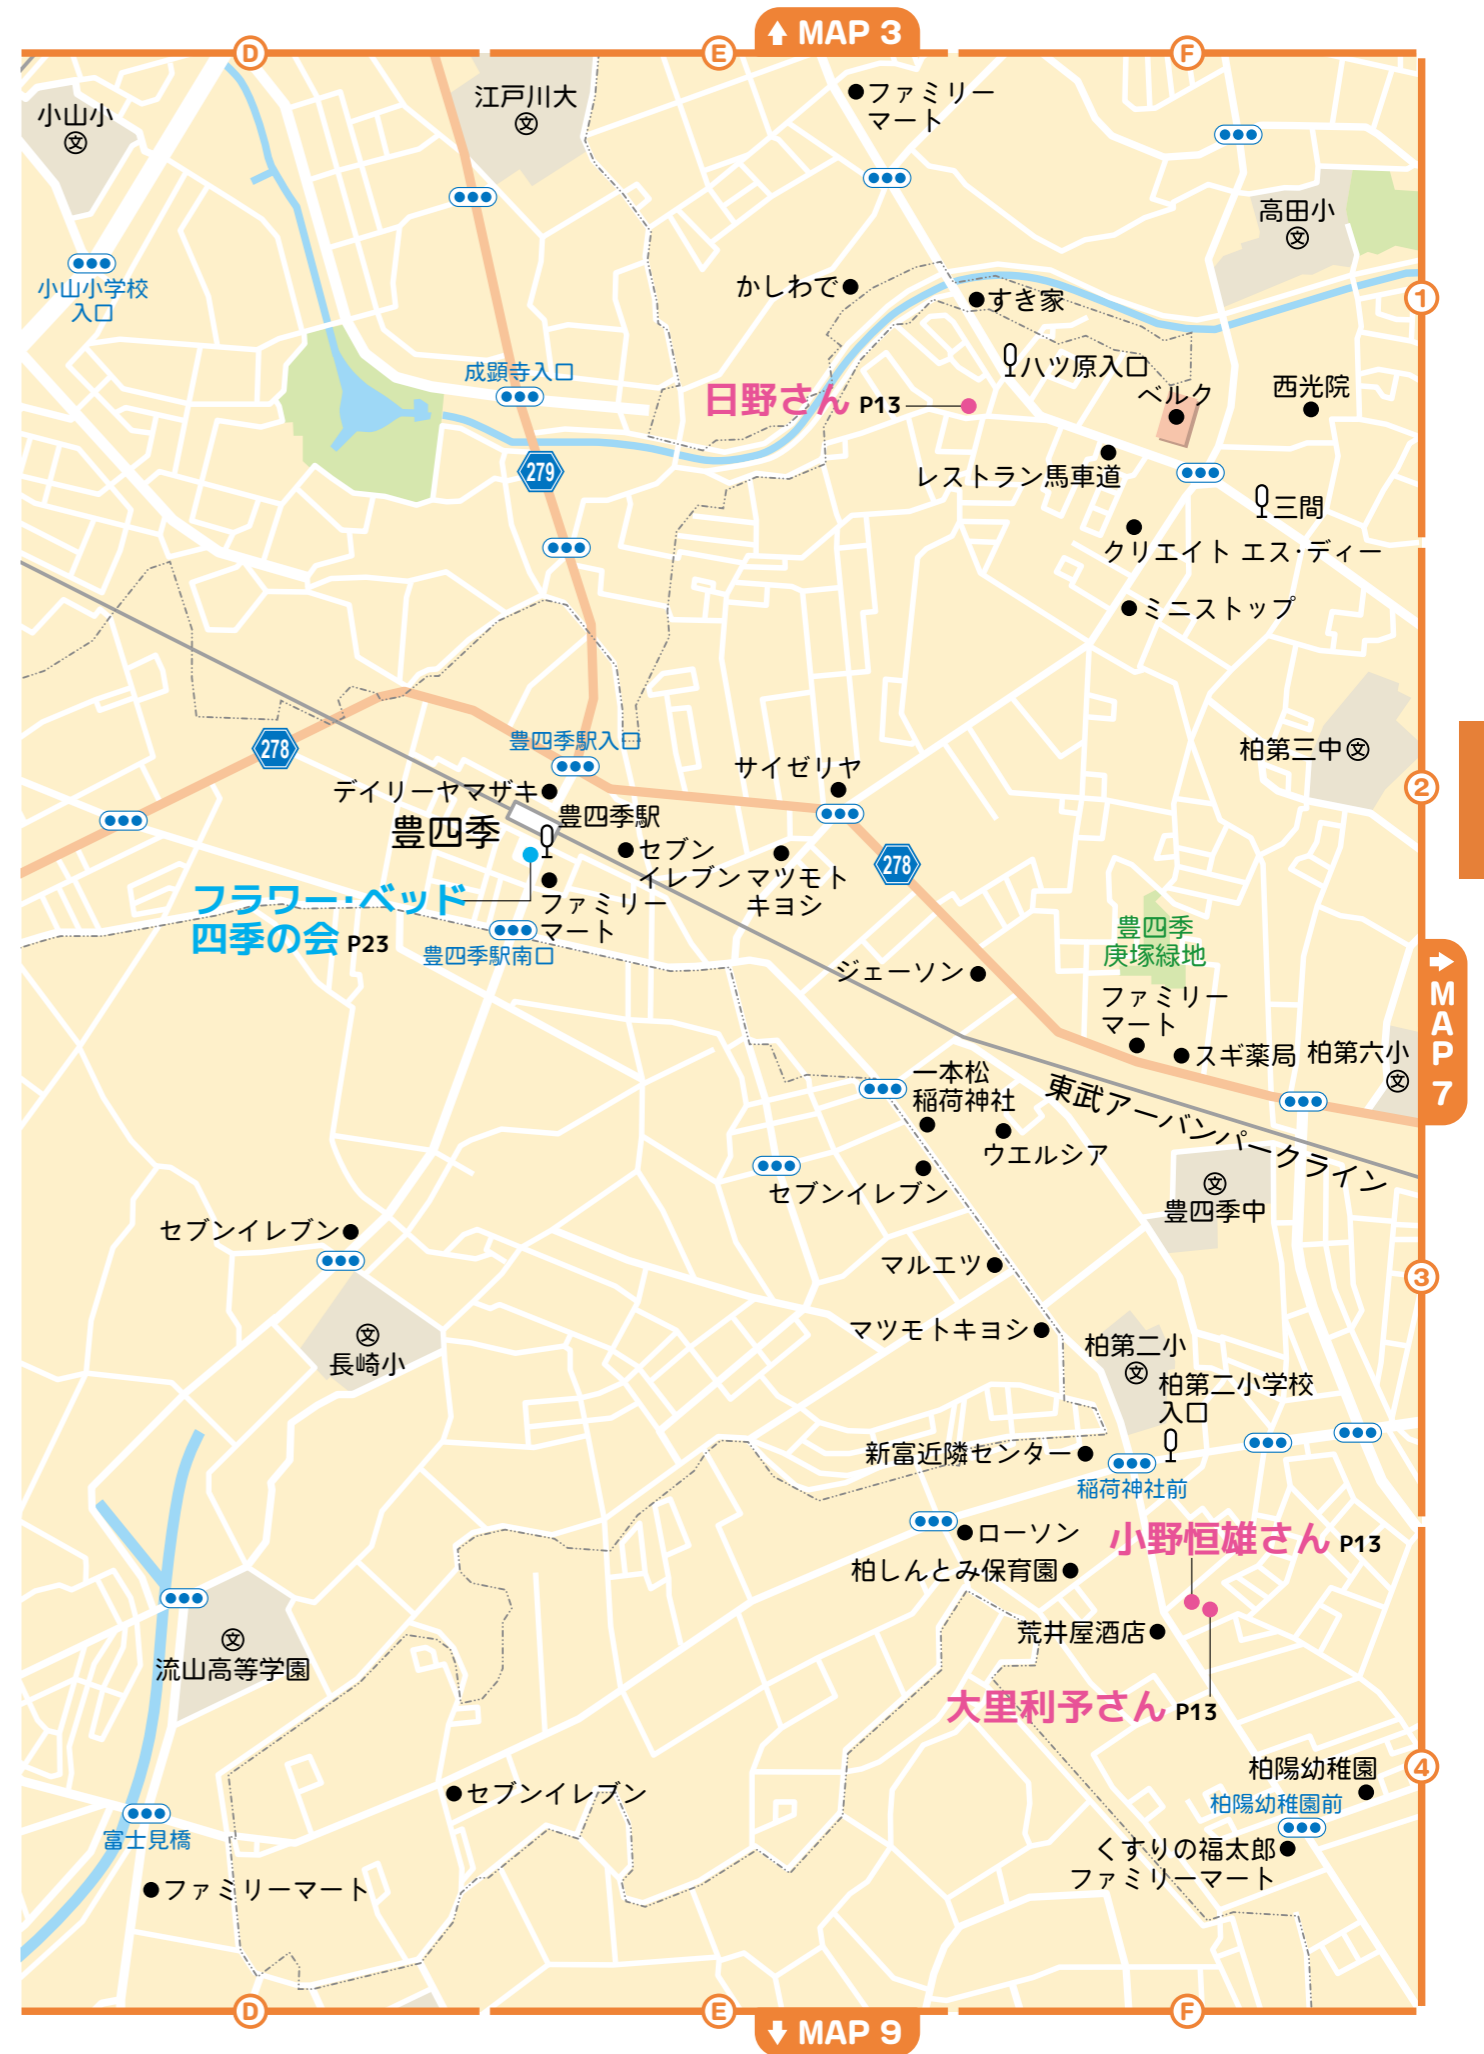 MAP 3
D
E
F
小山小
文
江戸川大
文
ファミリー
マート
高田小
文
小山小学校
入口
かしわで
すき家
1
八ツ原入口
成顕寺入口
日野さん P13
ベルク
西光院
279
レストラン馬車道
三間
クリエイト エス・ディー
ミニストップ
278
豊四季駅入口
柏第三中
文
サイゼリヤ
2
デイリーヤマザキ
豊四季駅
豊四季
セブン
イレブン
マツモト
キヨシ
278
フラワー・ベッド
四季の会 P23
ファミリー
マート
豊四季駅南口
豊四季
庚塚緑地
ジェーソン
MAP 7
ファミリー
マート
スギ薬局
柏第六小
文
一本松
稲荷神社
東武アーバンパークライン
ウエルシア
セブンイレブン
文
豊四季中
セブンイレブン
マルエツ
3
マツモトキヨシ
文
長崎小
柏第二小
文
柏第二小学校
入口
新富近隣センター
稲荷神社前
ローソン
小野恒雄さん P13
柏しんとみ保育園
荒井屋酒店
文
流山高等学園
大里利予さん P13
4
柏陽幼稚園
柏陽幼稚園前
セブンイレブン
富士見橋
くすりの福太郎
ファミリーマート
ファミリーマート
D
E
F
MAP 9